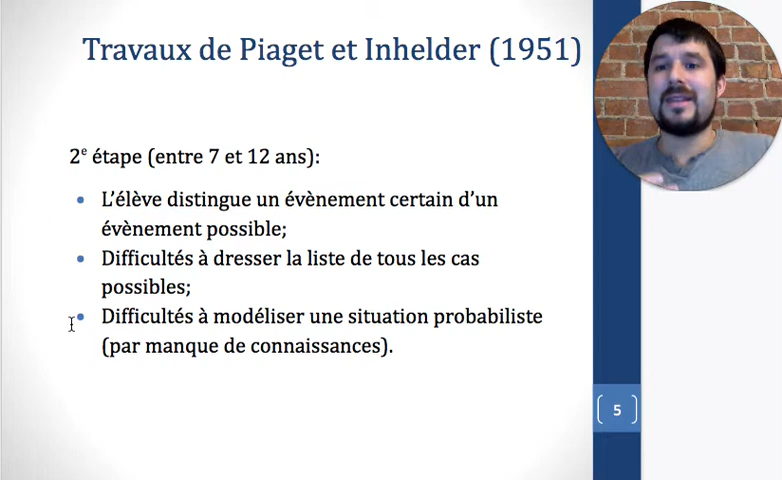 Travaux de Piaget et Inhelder (1951)
2e étape (entre 7 et 12 ans):
• L'élève distingue un évènement certain d'un
évènement possible;
• Difficultés à dresser la liste de tous les cas
possibles;
• Difficultés à modéliser une situation probabiliste
(par manque de connaissances).
5